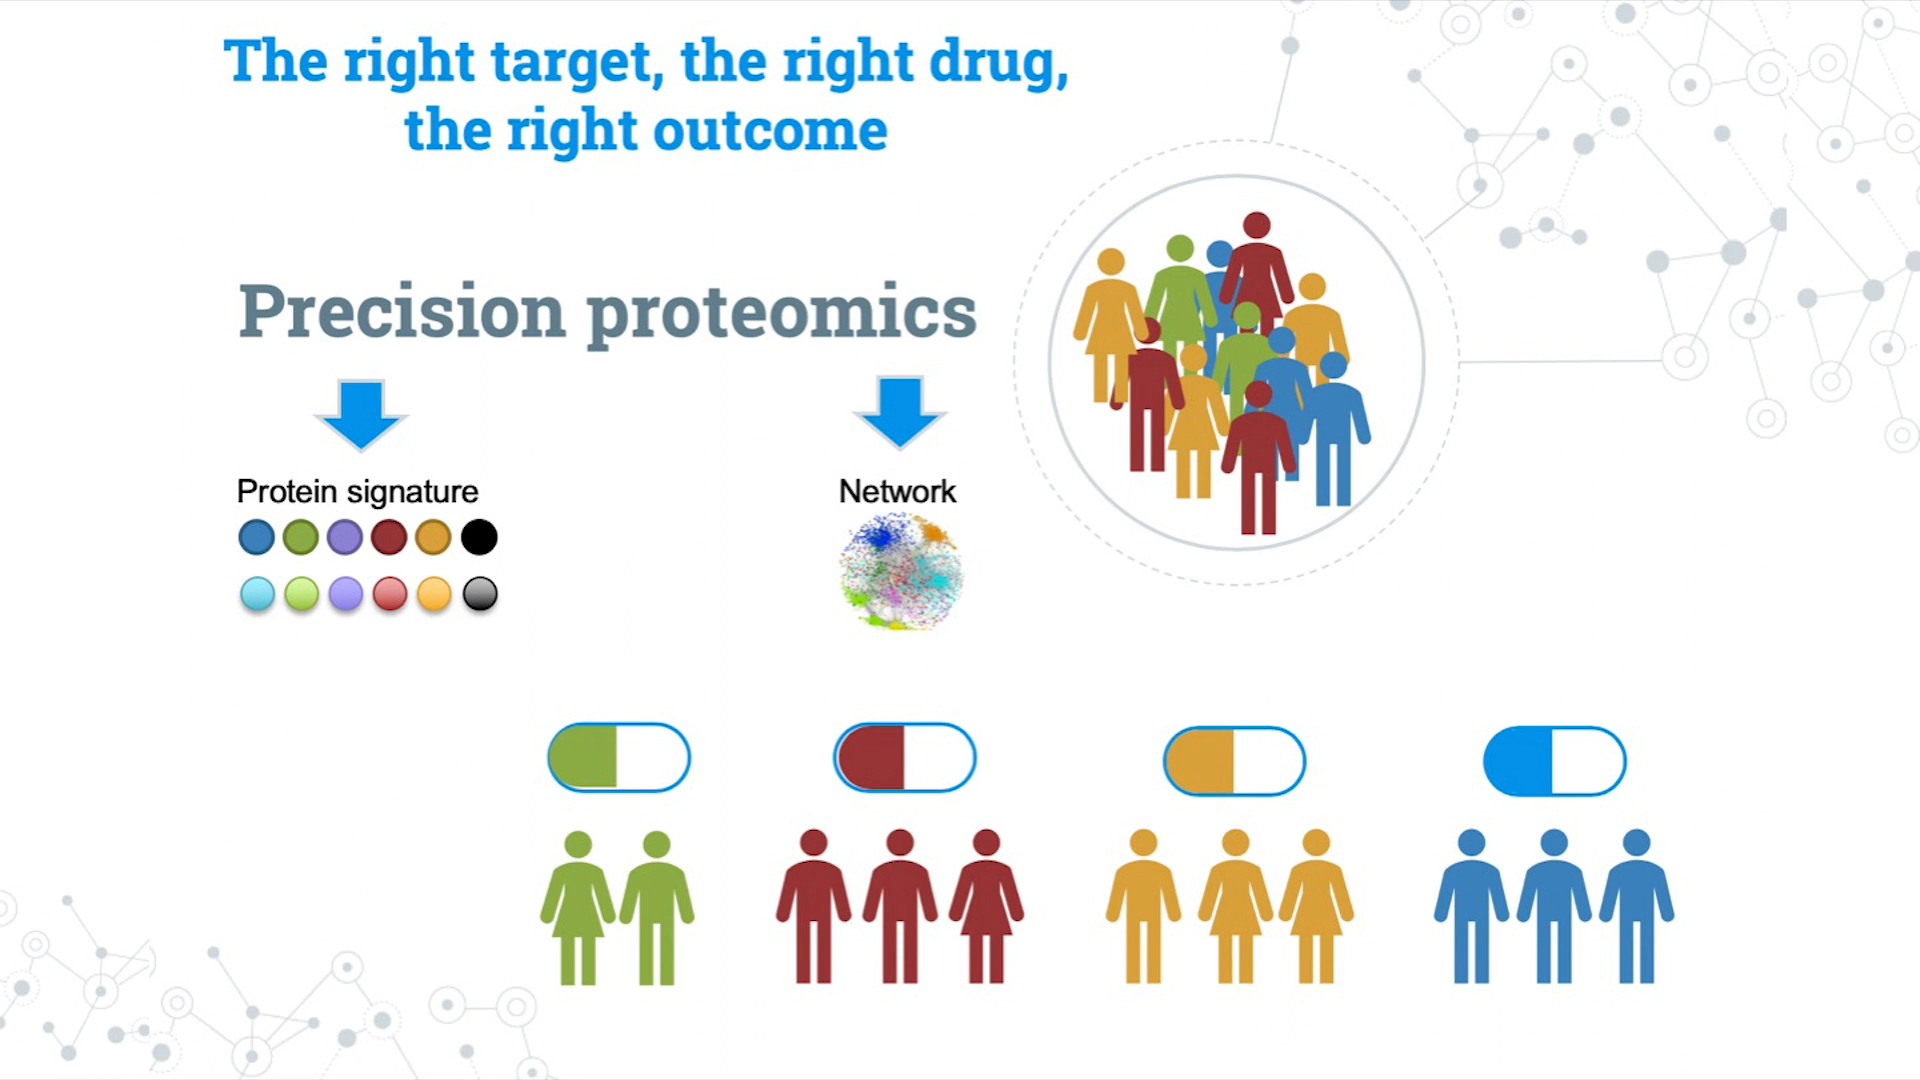 The right target, the right drug,
the right outcome
Precision proteomics
Protein signature
Network